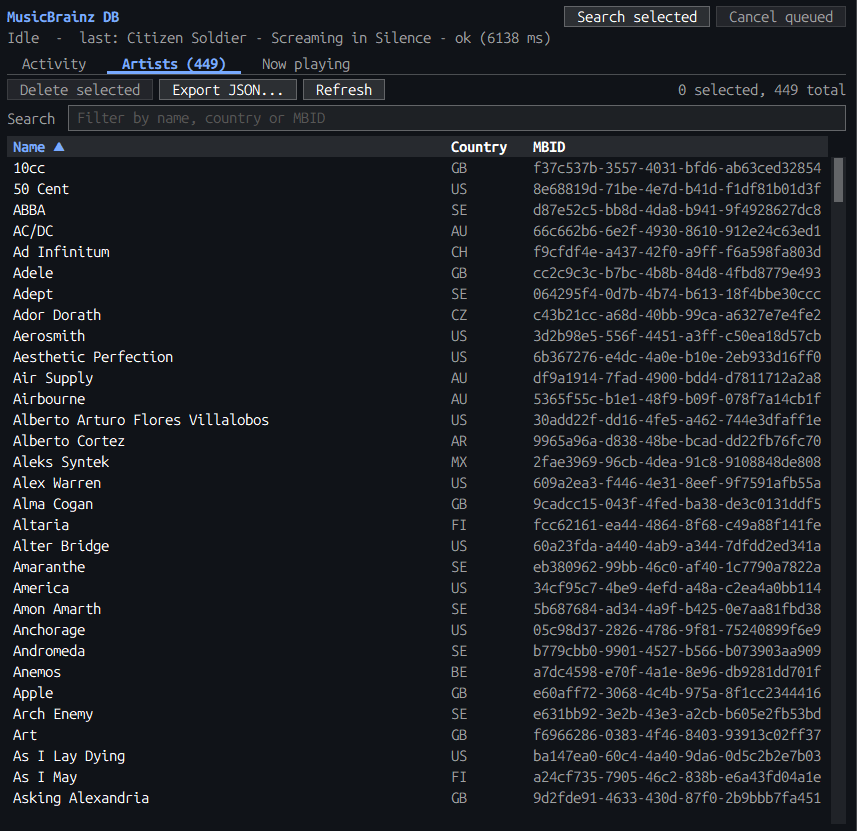 MusicBrainz DB
Search selected Cancel queued
Idle - last: Citizen Soldier - Screaming in Silence - ok (6138 ms)
Activity Artists (449) Now playing
Delete selected Export JSON... Refresh 0 selected, 449 total
Search Filter by name, country or MBID
Name ▲ Country MBID
10cc GB f37c537b-3557-4031-bfd6-ab63ced32854
50 Cent US 8e68819d-71be-4e7d-b41d-f1df81b01d3f
ABBA SE d87e52c5-bb8d-4da8-b941-9f4928627dc8
AC/DC AU 66c662b6-6e2f-4930-8610-912e24c63ed1
Ad Infinitum CH f9cfdf4e-a437-42f0-a9ff-f6a598fa803d
Adele GB cc2c9c3c-b7bc-4b8b-84d8-4fbd8779e493
Adept SE 064295f4-0d7b-4b74-b613-18f4bbe30ccc
Ador Dorath CZ c43b21cc-a68d-40bb-99ca-a6327e7e4fe2
Aerosmith US 3d2b98e5-556f-4451-a3ff-c50ea18d57cb
Aesthetic Perfection US 6b367276-e4dc-4a0e-b10e-2eb933d16ff0
Air Supply AU df9a1914-7fad-4900-bdd4-d7811712a2a8
Airbourne AU 5365f55c-b1e1-48f9-b09f-078f7a14cb1f
Alberto Arturo Flores Villalobos US 30add22f-dd16-4fe5-a462-744e3dfaff1e
Alberto Cortez AR 9965a96a-d838-48be-bcad-dd22fb76fc70
Aleks Syntek MX 2fae3969-96cb-4dea-91c8-9108848de808
Alex Warren US 609a2ea3-f446-4e31-8eef-9f7591afb55a
Alma Cogan GB 9cadcc15-043f-4fed-ba38-de3c0131ddf5
Altaria FI fcc62161-ea44-4864-8f68-c49a88f141fe
Alter Bridge US 60a23fda-a440-4ab9-a344-7dfdd2ed341a
Amaranthe SE eb380962-99bb-46c0-af40-1c7790a7822a
America US 34cf95c7-4be9-4efd-a48a-c2ea4a0bb114
Amon Amarth SE 5b687684-ad34-4a9f-b425-0e7aa81fbd38
Anchorage US 05c98d37-2826-4786-9f81-75240899f6e9
Andromeda SE b779cbb0-9901-4527-b566-b073903aa909
Anemos BE a7dc4598-e70f-4a1e-8e96-db9281dd701f
Apple GB e60aff72-3068-4c4b-975a-8f1cc2344416
Arch Enemy SE e631bb92-3e2b-43e3-a2cb-b605e2fb53bd
Art GB f6966286-0383-4f46-8403-93913c02ff37
As I Lay Dying US ba147ea0-60c4-4a40-9da6-0d5c2b2e7b03
As I May FI a24cf735-7905-46c2-838b-e6a43fd04a1e
Asking Alexandria GB 9d2fde91-4633-430d-87f0-2b9bbb7fa451